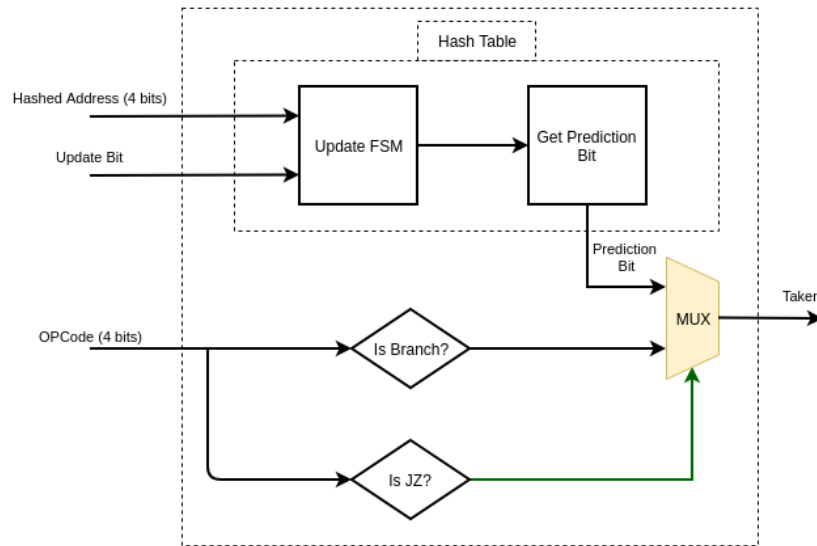 Hash Table
Hashed Address (4 bits)
Update FSM
Get Prediction
Bit
Update Bit
Prediction
Bit
Taken
MUX
OPCode (4 bits)
Is Branch?
Is JZ?